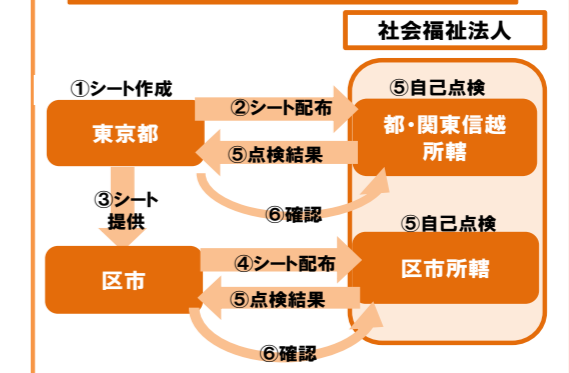 社会福祉法人
①シート作成
⑤自己点検
②シート配布
東京都
都・関東信越
所轄
⑤点検結果
③シート
提供
⑥確認
⑤自己点検
④シート配布
区市
区市所轄
⑤点検結果
⑥確認